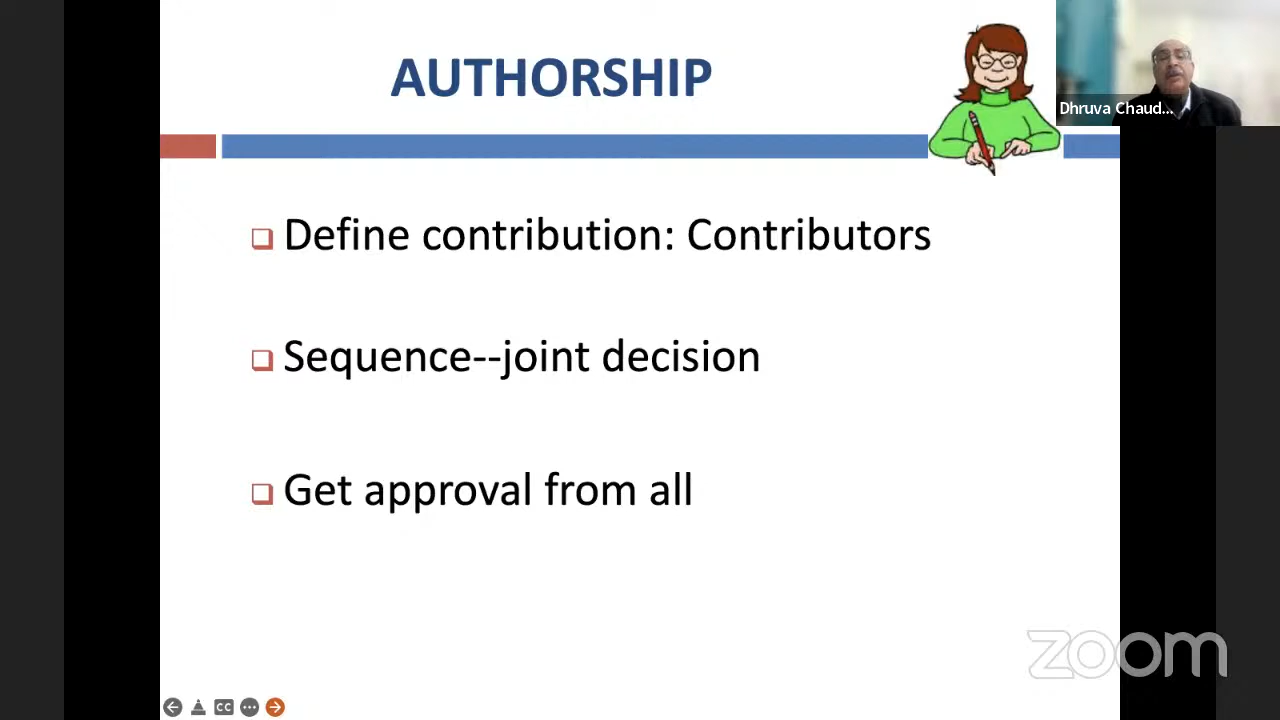 AUTHORSHIP
Dhruva Chaud...
Define contribution: Contributors
Sequence--joint decision
Get approval from all
zoom
CC